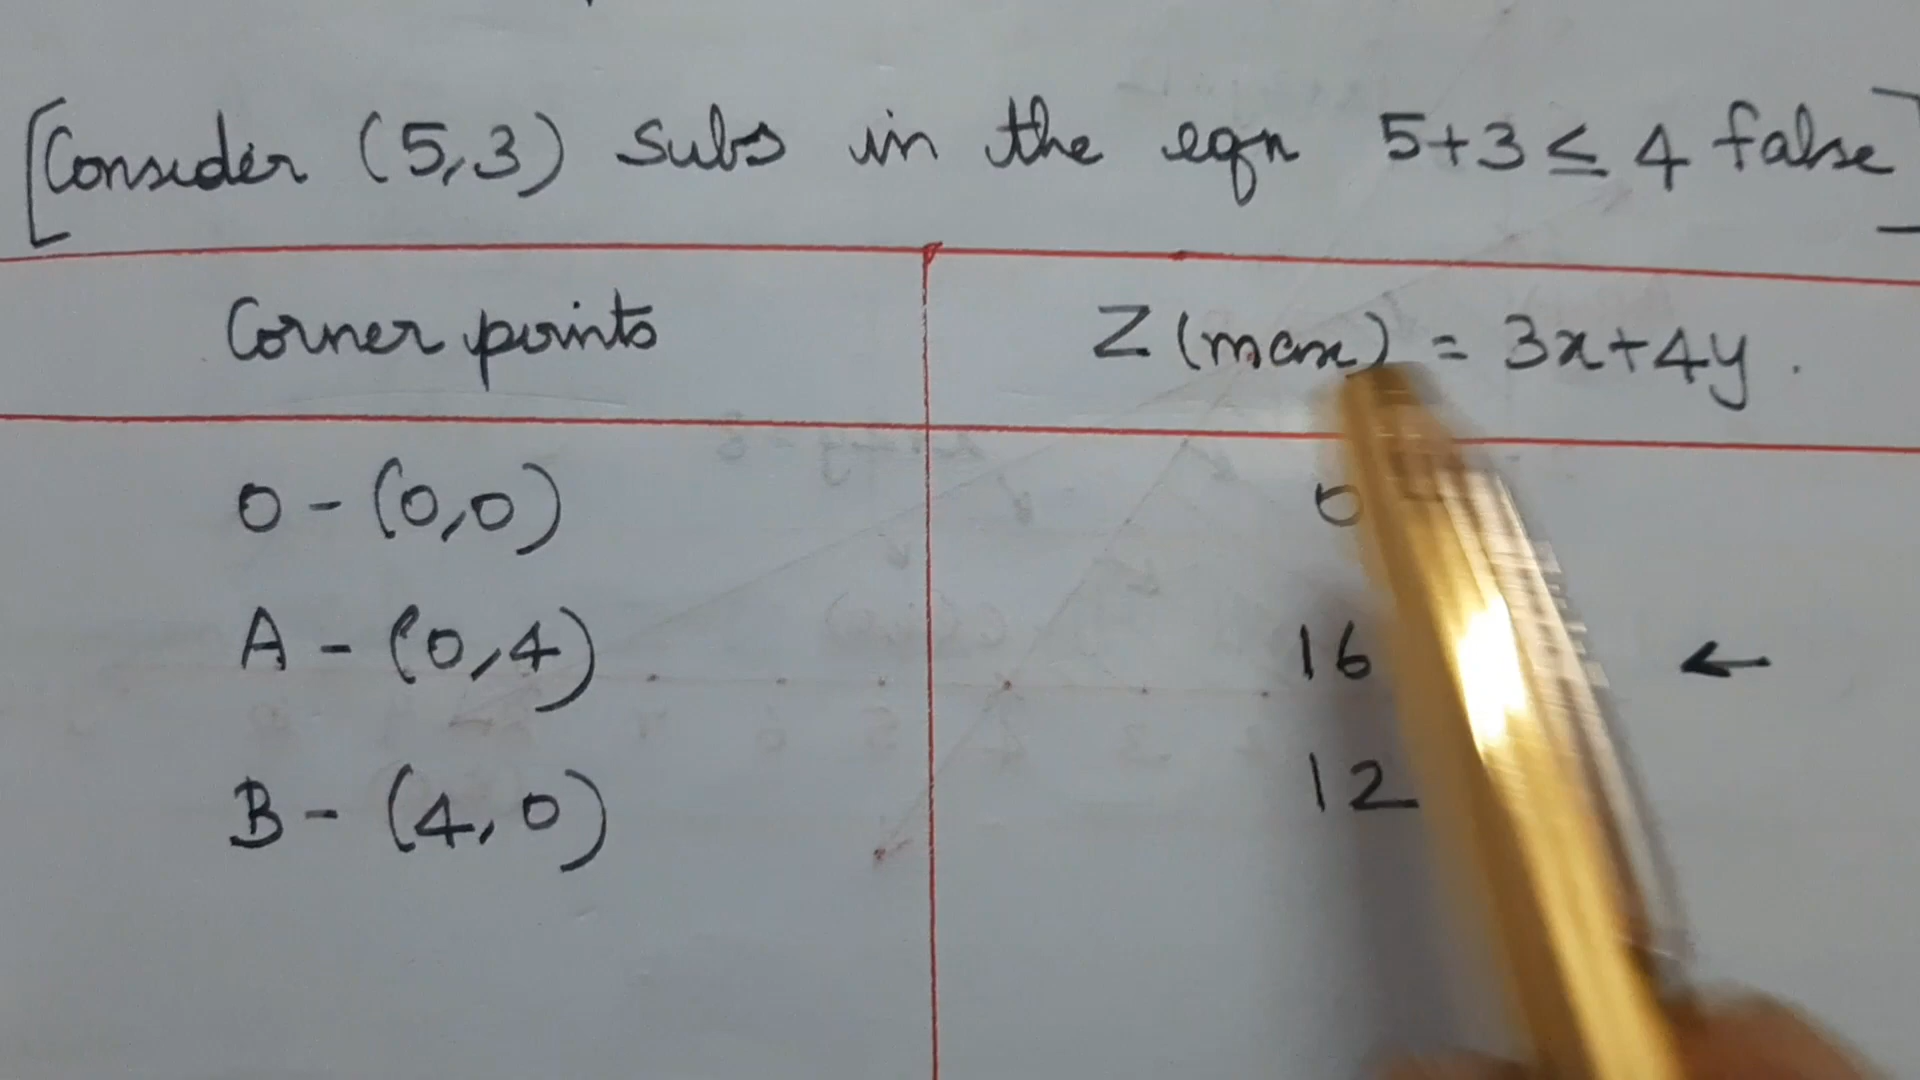 [Consider (5,3) subs in the eqn 5+3 ≤ 4 false]
Corner points Z (max) = 3x+4y.
O - (0,0) 0
A - (0,4) 16 ←
B - (4,0) 12